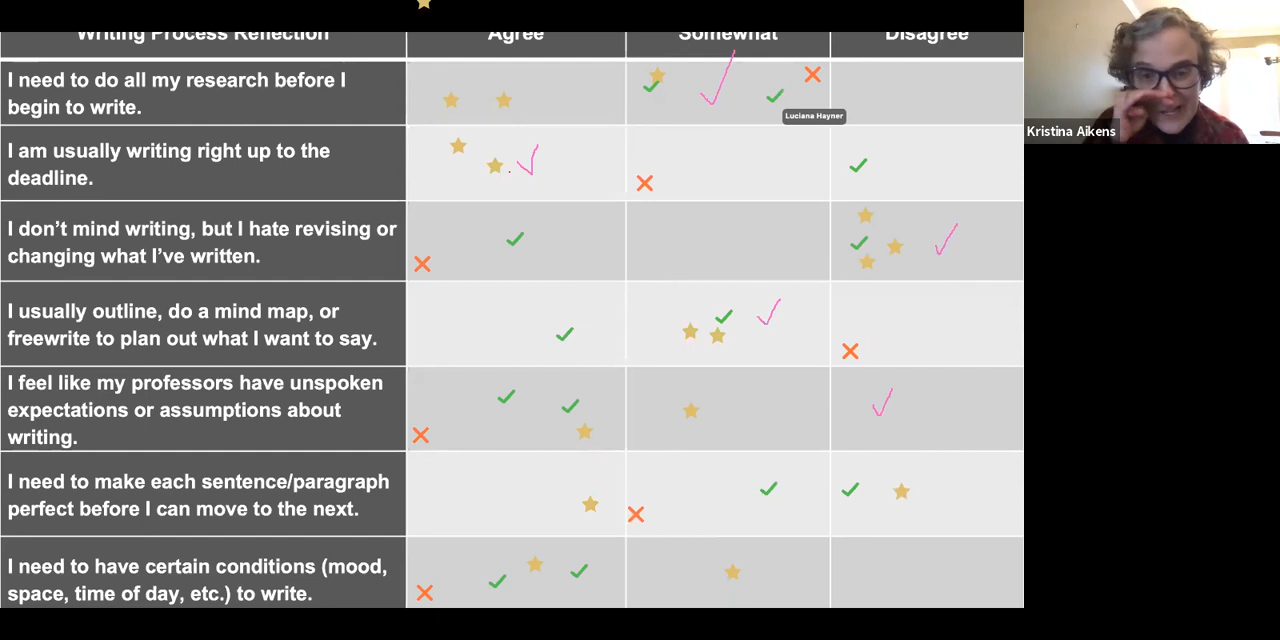 Writing Process Reflection Agree Somewhat Disagree
I need to do all my research before I
begin to write.
Luciana Hayner
Kristina Aikens
I am usually writing right up to the
deadline.
I don't mind writing, but I hate revising or
changing what I've written.
I usually outline, do a mind map, or
freewrite to plan out what I want to say.
I feel like my professors have unspoken
expectations or assumptions about
writing.
I need to make each sentence/paragraph
perfect before I can move to the next.
I need to have certain conditions (mood,
space, time of day, etc.) to write.